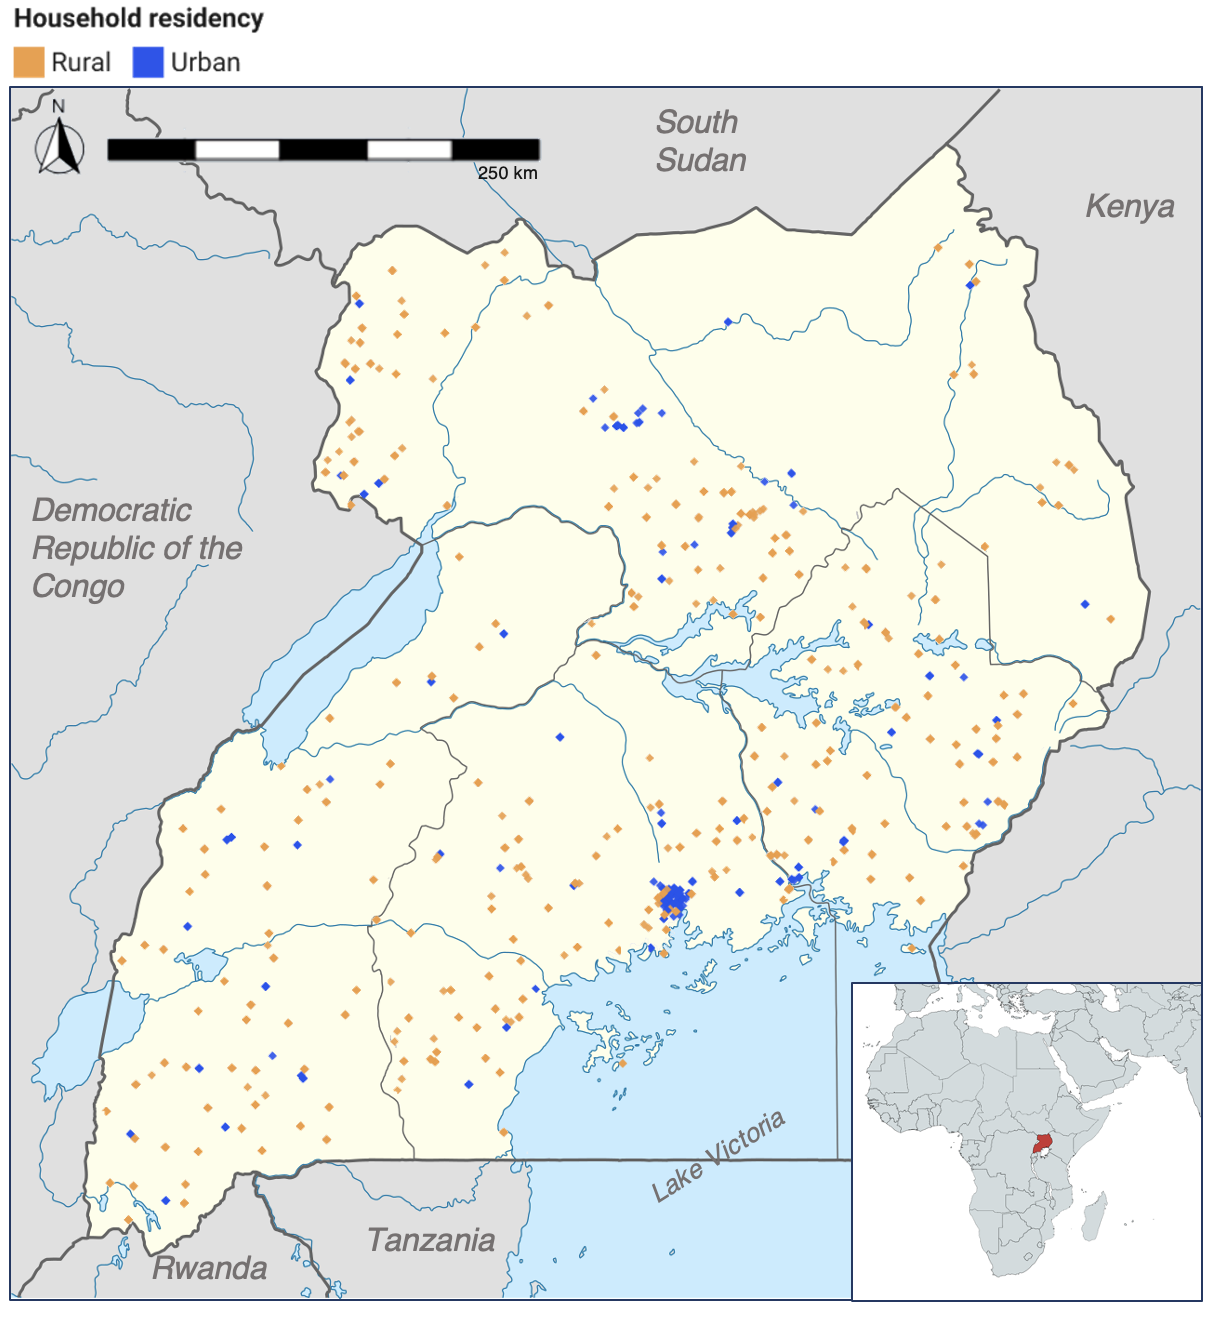 Household residency
Rural
Urban
N
250 km
South
Sudan
Kenya
Democratic
Republic of the
Congo
Lake Victoria
Tanzania
Rwanda